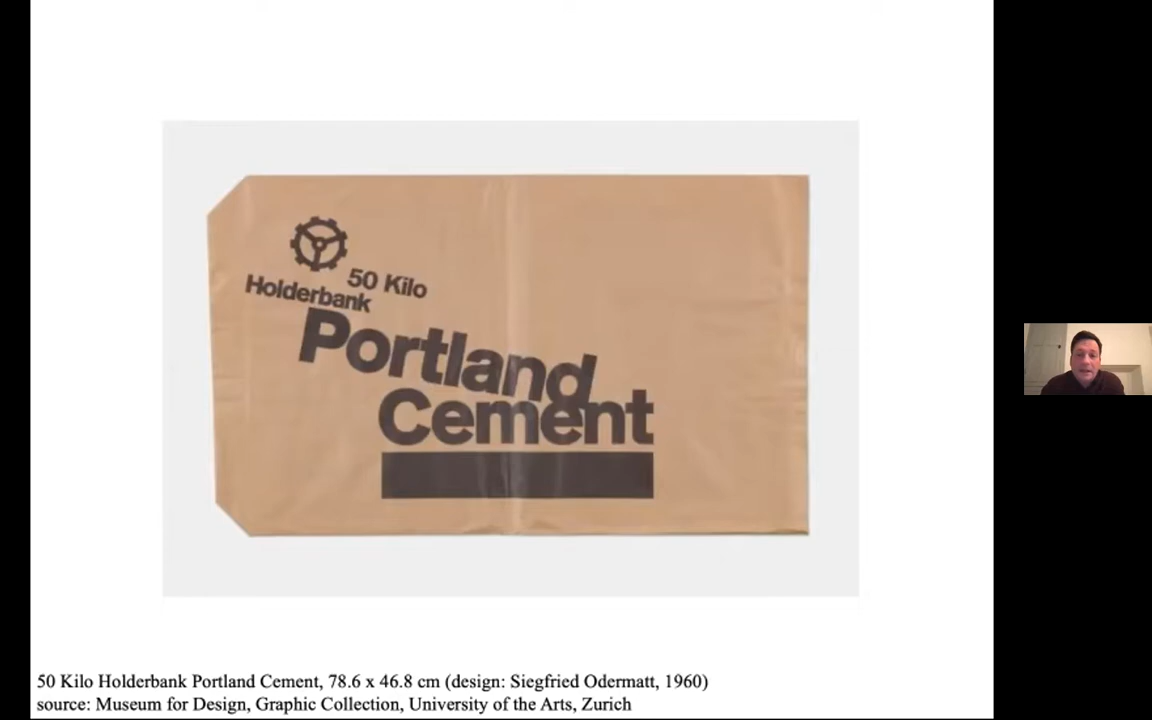 50 Kilo
Holderbank
Portland
Cement
50 Kilo Holderbank Portland Cement, 78.6 x 46.8 cm (design: Siegfried Odermatt, 1960)
source: Museum for Design, Graphic Collection, University of the Arts, Zurich